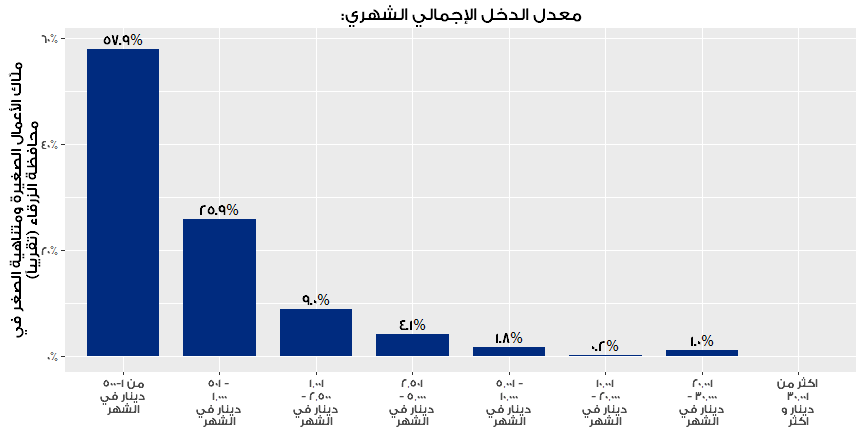 معدل الدخل الإجمالي الشهري:
ملّاك الأعمال الصغيرة ومتناهية الصغر في
محافظة الزرقاء (تقريباً)
٦٠%
٤٠%
٢٠%
٠%
٥٧.٩%
٢٥.٩%
٩.٠%
٤.١%
١.٨%
٠.٢%
١.٠%
من ١-٥٠٠
دينار في
الشهر
٥٠١ -
١,٠٠٠
دينار في
الشهر
١,٠٠١
- ٢,٥٠٠
دينار في
الشهر
٢,٥٠١
- ٥,٠٠٠
دينار في
الشهر
٥,٠٠١ -
١٠,٠٠٠
دينار في
الشهر
١٠,٠٠١
- ٢٠,٠٠٠
دينار في
الشهر
٢٠,٠٠١
- ٣٠,٠٠٠
دينار في
الشهر
اكثر من
٣٠,٠٠١
دينار و
اكثر